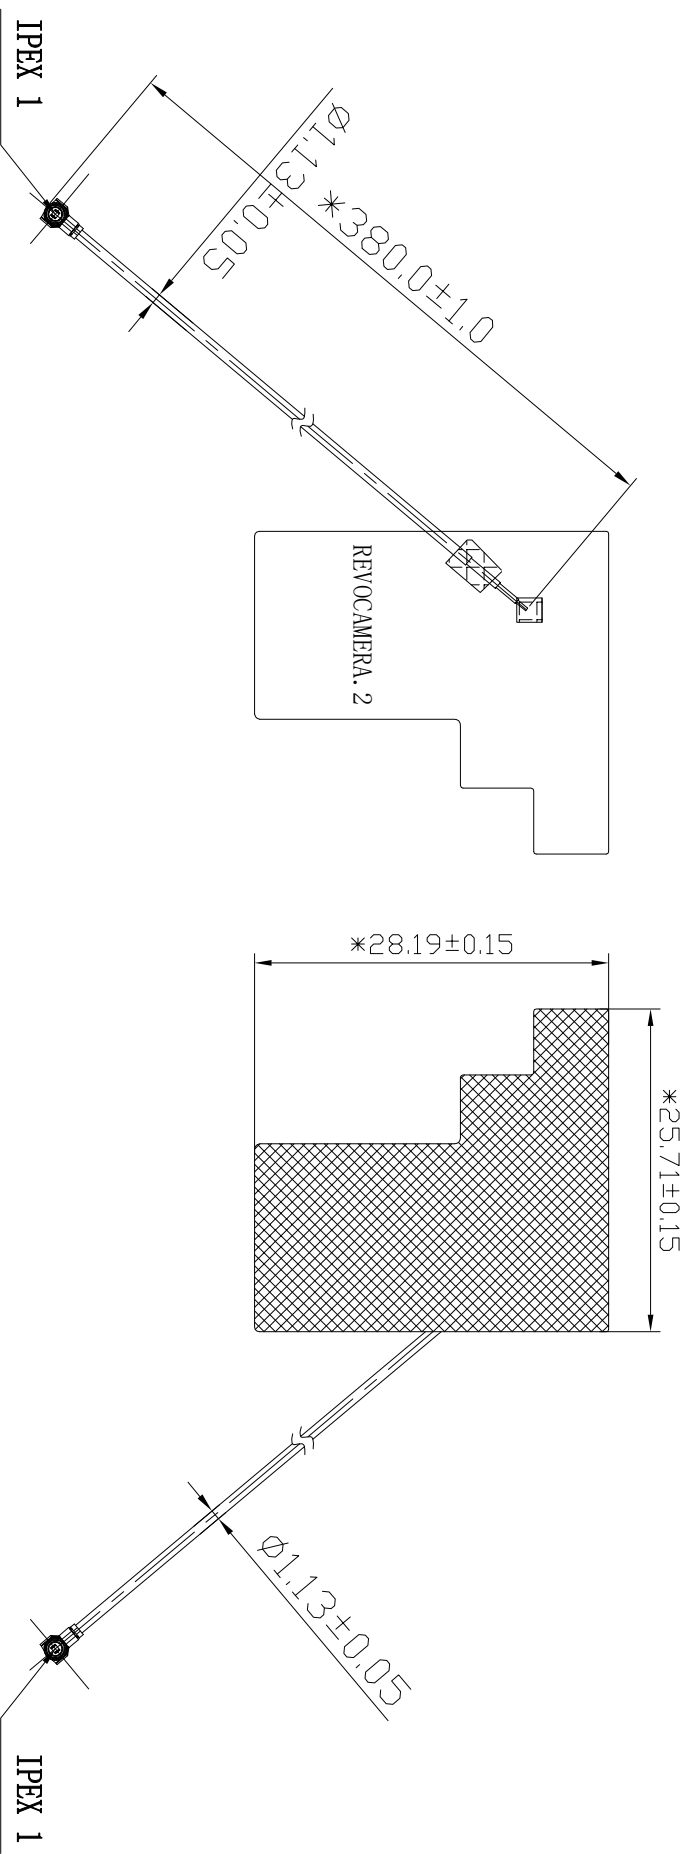 IPEX 1
Ø1.13
±0.05
*380.0±1.0
REVOCAMERA.2
*28.19±0.15
*25.71±0.15
Ø1.13±0.05
IPEX 1